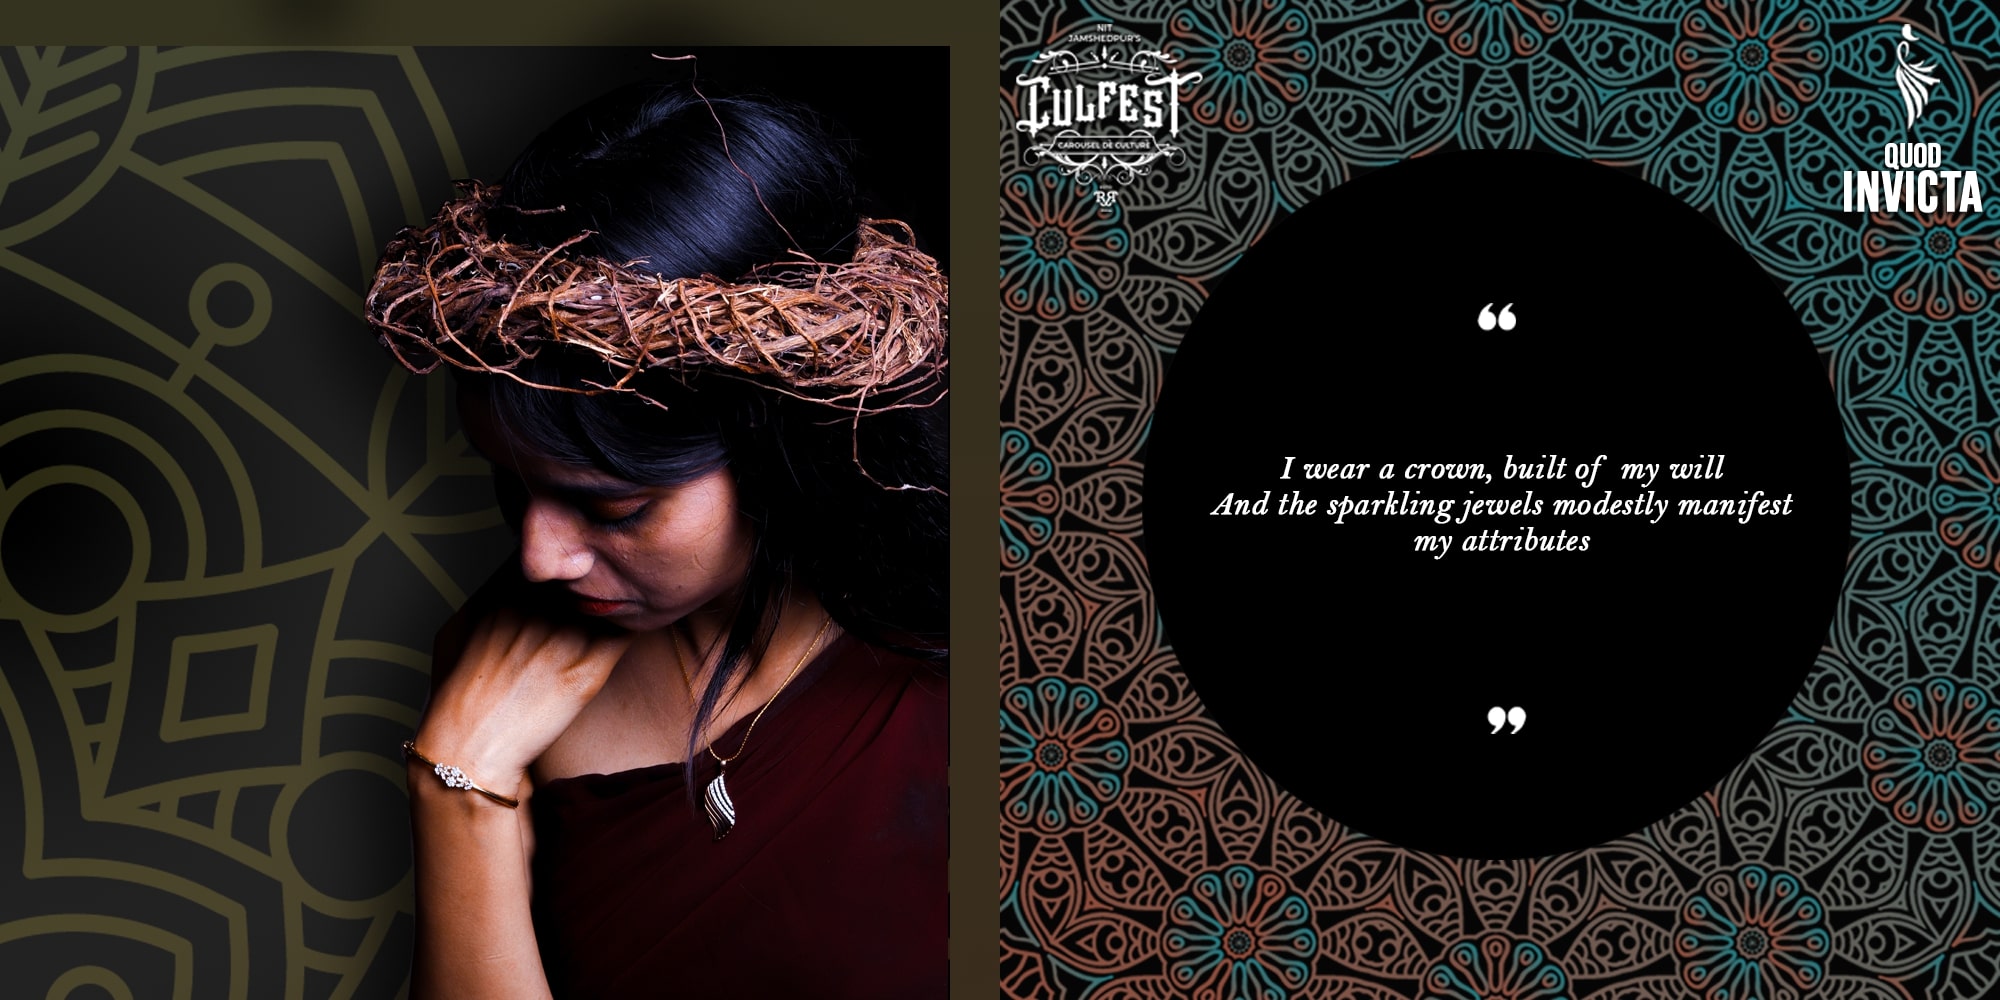 NIT
JAMSHEDPUR'S
CULFEST
CAROUSEL DE CULTURE
QUOD
INVICTA
“
I wear a crown, built of my will
And the sparkling jewels modestly manifest
my attributes
”